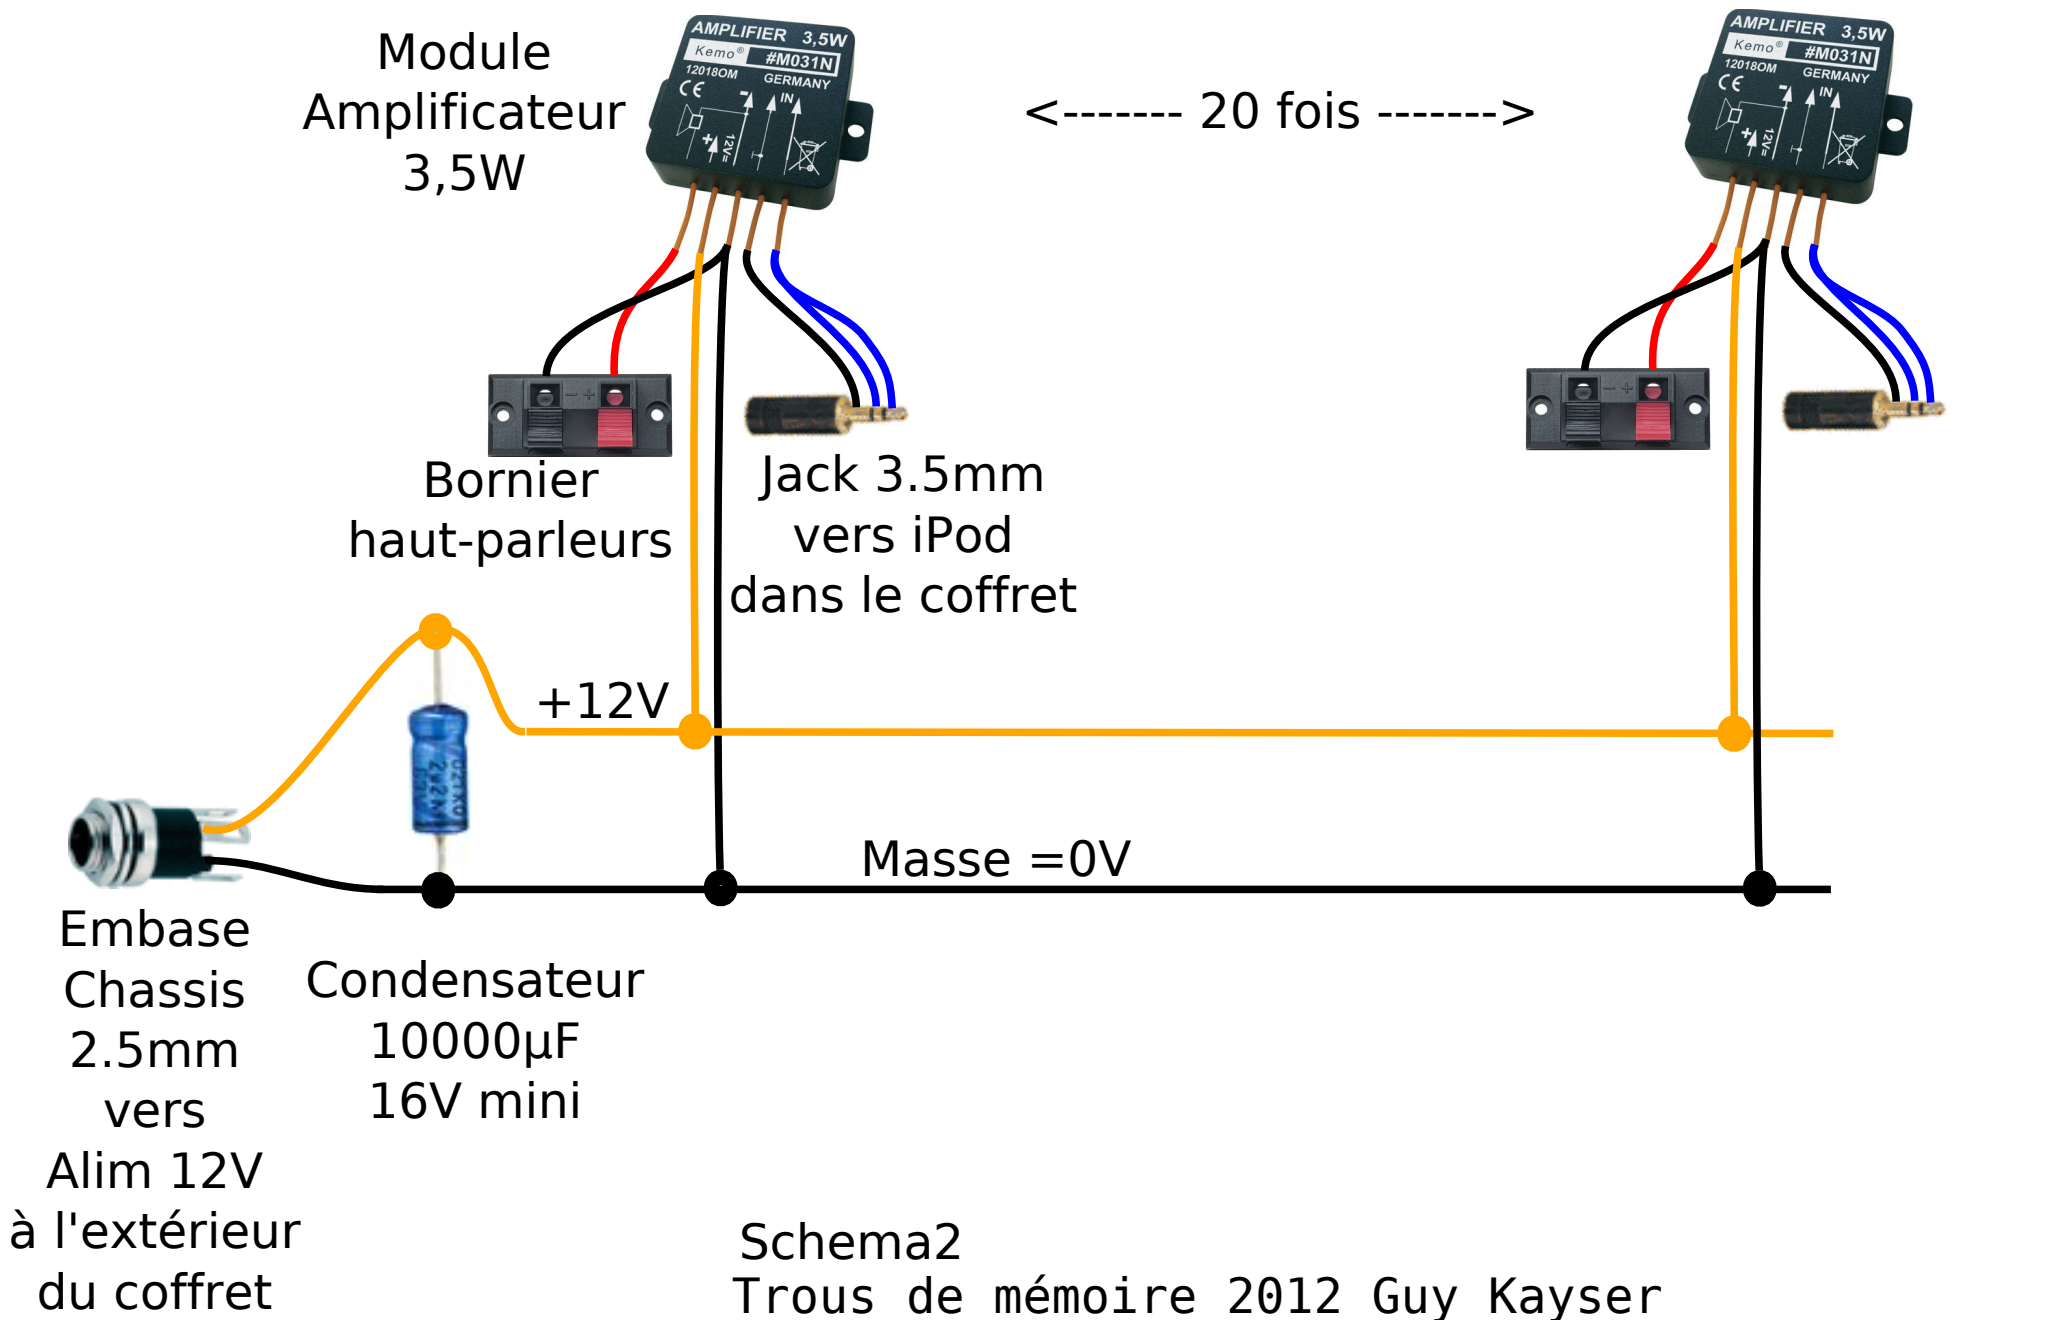 Module
Amplificateur
3,5W
AMPLIFIER 3,5W
Kemo® #M031N
12018OM GERMANY
CE
IN
12V=
<------- 20 fois ------->
AMPLIFIER 3,5W
Kemo® #M031N
12018OM GERMANY
CE
IN
12V=
Bornier
haut-parleurs
Jack 3.5mm
vers iPod
dans le coffret
+12V
Masse =0V
Embase
Chassis
2.5mm
vers
Alim 12V
à l'extérieur
du coffret
Condensateur
10000µF
16V mini
Schema2
Trous de mémoire 2012 Guy Kayser